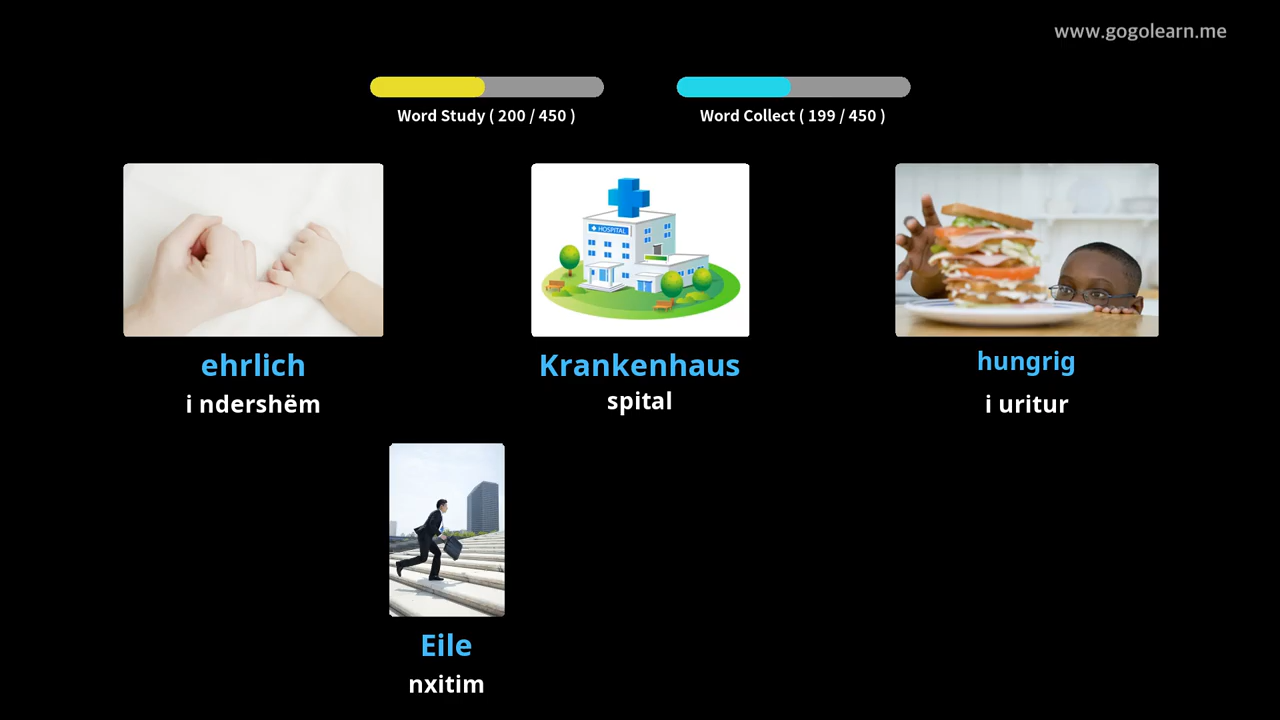 www.gogolearn.me
Word Study ( 200 / 450 )
Word Collect ( 199 / 450 )
HOSPITAL
ehrlich
i ndershëm
Krankenhaus
spital
hungrig
i uritur
Eile
nxitim